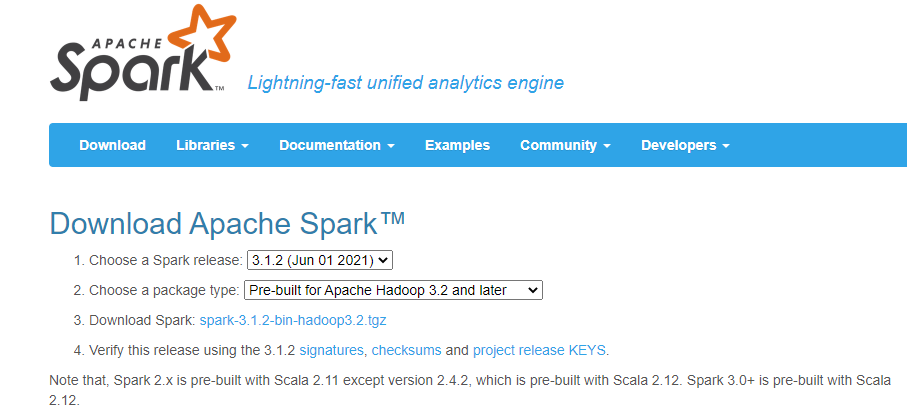 APACHE
Spark™
Lightning-fast unified analytics engine
Download Libraries Documentation Examples Community Developers
Download Apache Spark™
1. Choose a Spark release: 3.1.2 (Jun 01 2021)
2. Choose a package type: Pre-built for Apache Hadoop 3.2 and later
3. Download Spark: spark-3.1.2-bin-hadoop3.2.tgz
4. Verify this release using the 3.1.2 signatures, checksums and project release KEYS.
Note that, Spark 2.x is pre-built with Scala 2.11 except version 2.4.2, which is pre-built with Scala 2.12. Spark 3.0+ is pre-built with Scala
2.12.